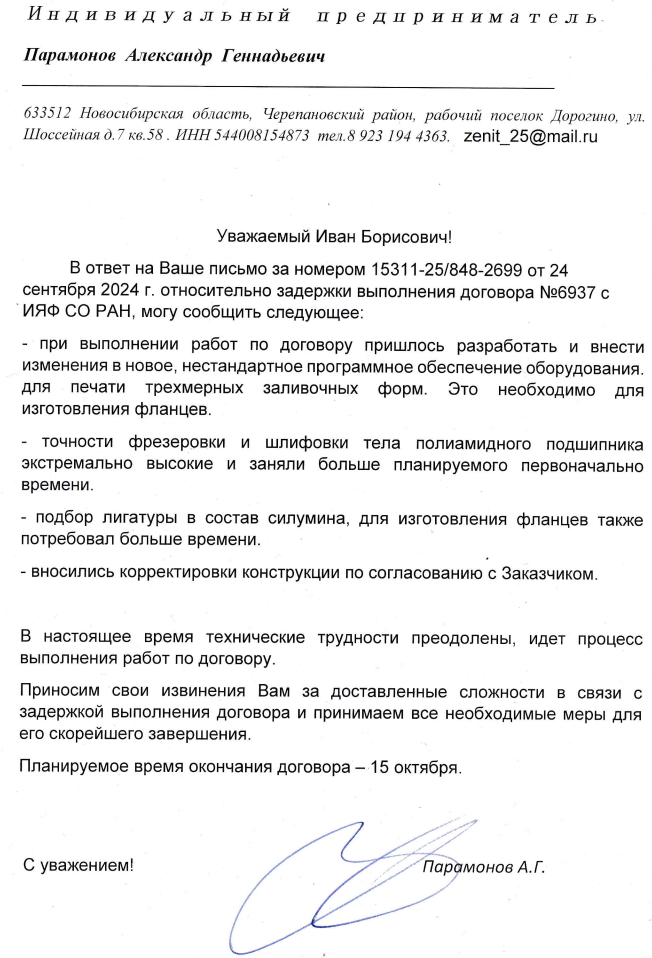 Индивидуальный предприниматель
Парамонов Александр Геннадьевич
633512 Новосибирская область, Черепановский район, рабочий поселок Дорогино, ул.
Шоссейная д.7 кв.58 . ИНН 544008154873 тел.8 923 194 4363. zenit_25@mail.ru
Уважаемый Иван Борисович!
В ответ на Ваше письмо за номером 15311-25/848-2699 от 24
сентября 2024 г. относительно задержки выполнения договора №6937 с
ИЯФ СО РАН, могу сообщить следующее:
- при выполнении работ по договору пришлось разработать и внести
изменения в новое, нестандартное программное обеспечение оборудования.
для печати трехмерных заливочных форм. Это необходимо для
изготовления фланцев.
- точности фрезеровки и шлифовки тела полиамидного подшипника
экстремально высокие и заняли больше планируемого первоначально
времени.
- подбор лигатуры в состав силумина, для изготовления фланцев также
потребовал больше времени.
- вносились корректировки конструкции по согласованию с Заказчиком.
В настоящее время технические трудности преодолены, идет процесс
выполнения работ по договору.
Приносим свои извинения Вам за доставленные сложности в связи с
задержкой выполнения договора и принимаем все необходимые меры для
его скорейшего завершения.
Планируемое время окончания договора – 15 октября.
С уважением! Парамонов А.Г.